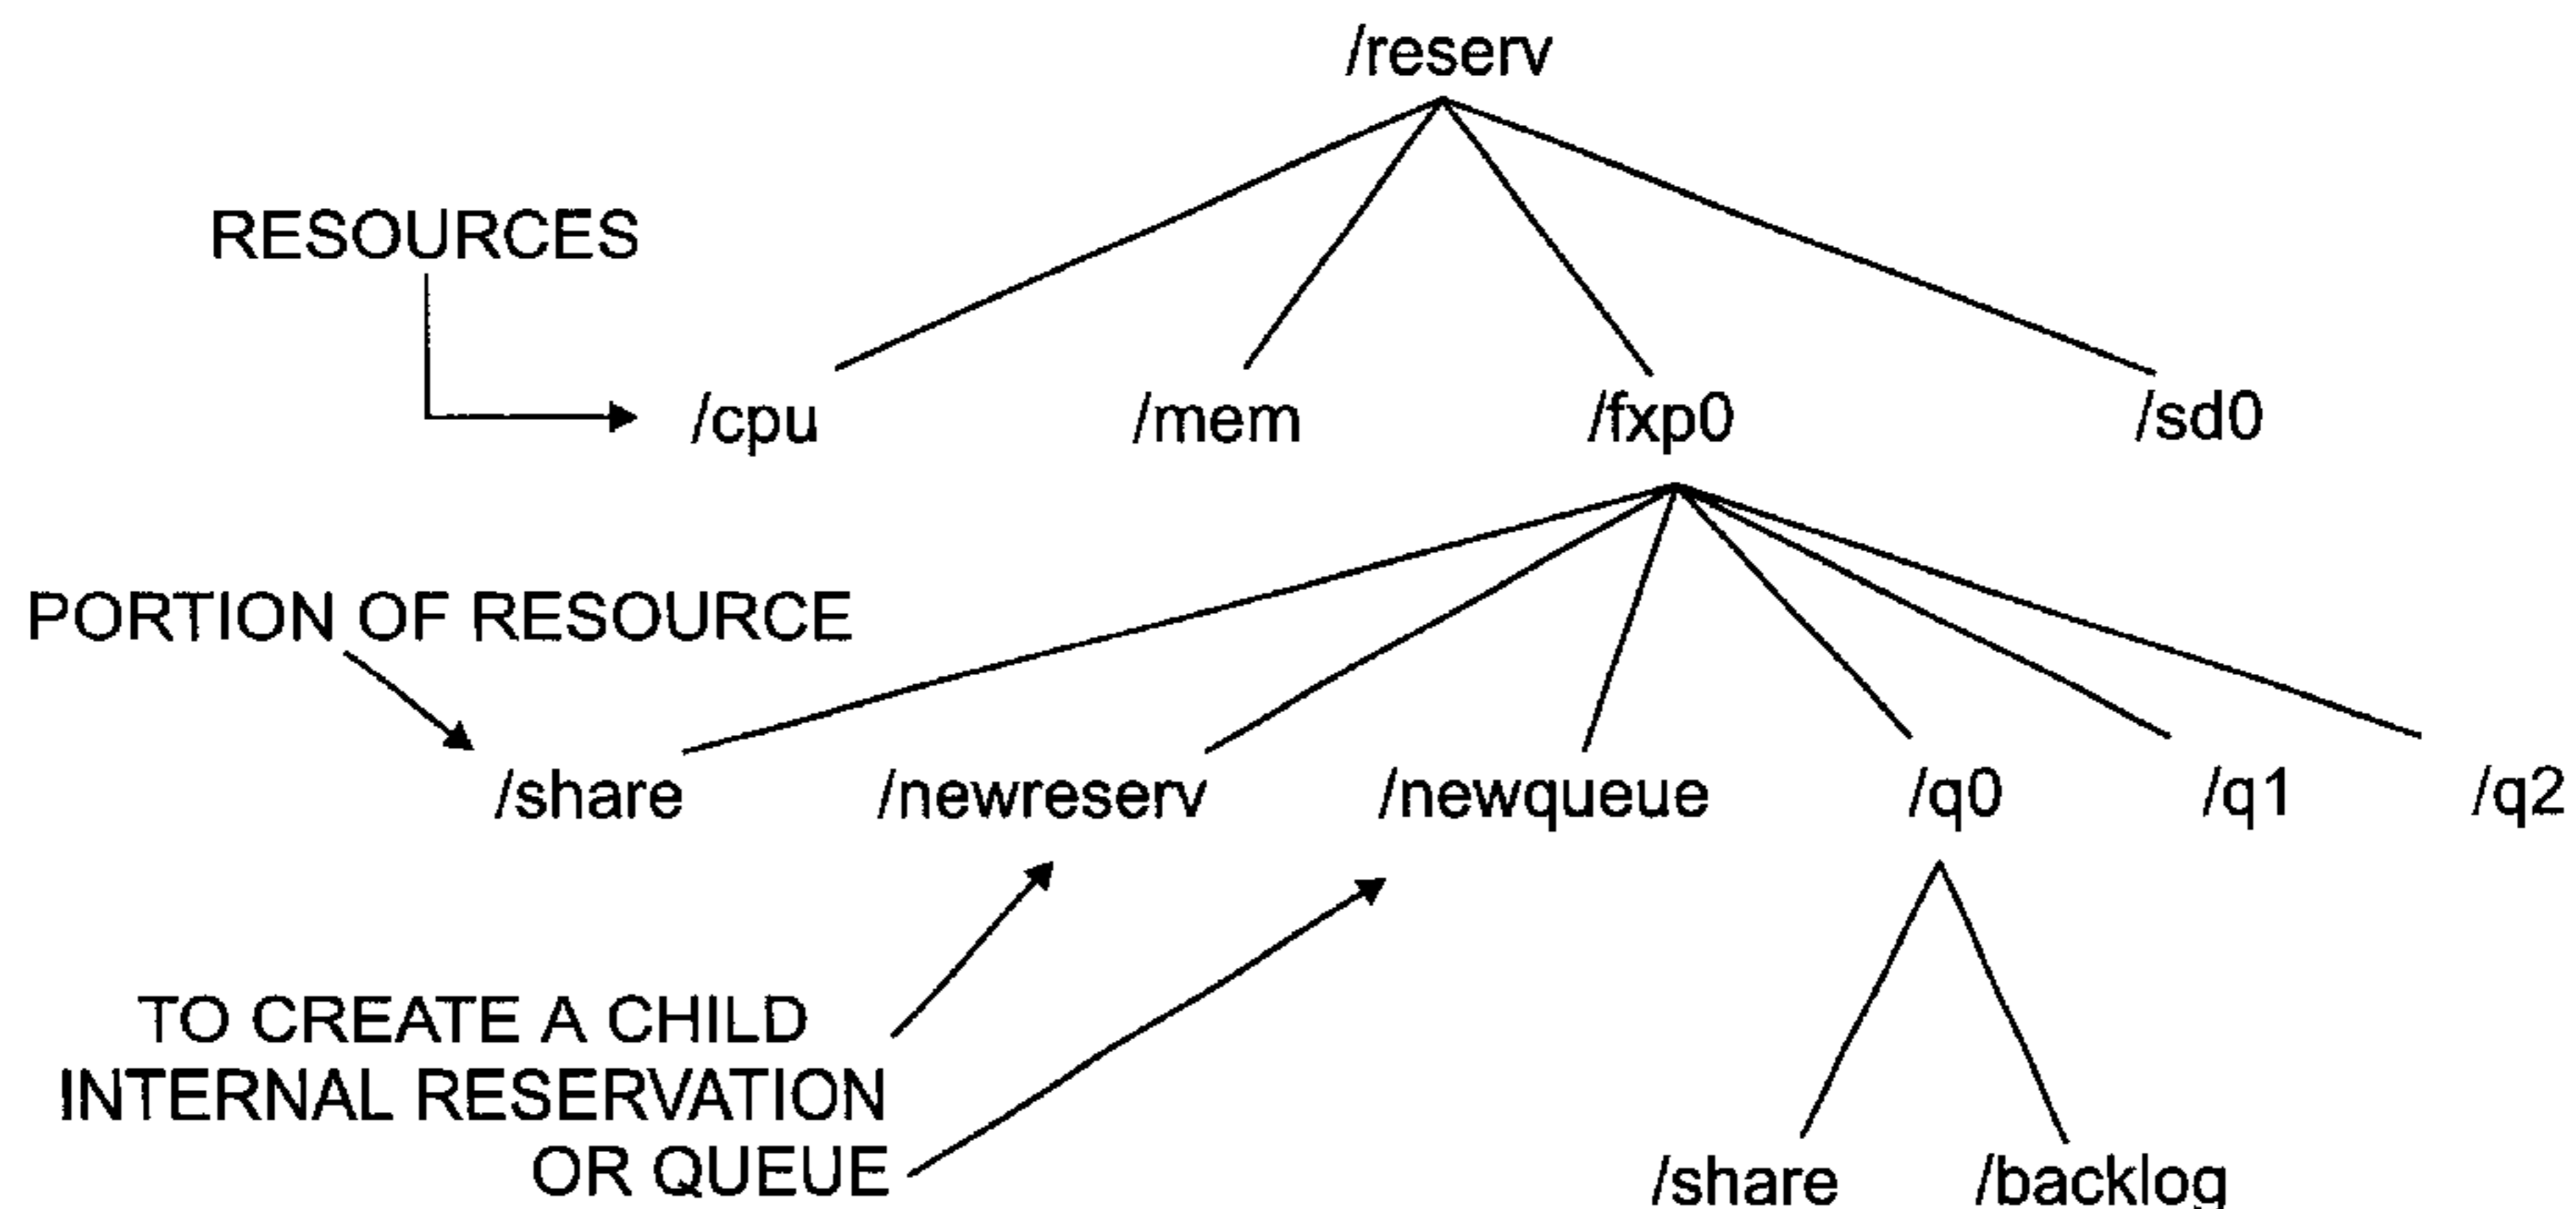 /reserv
RESOURCES
/cpu /mem /fxp0 /sd0
PORTION OF RESOURCE
/share /newreserv /newqueue /q0 /q1 /q2
TO CREATE A CHILD
INTERNAL RESERVATION
OR QUEUE
/share /backlog